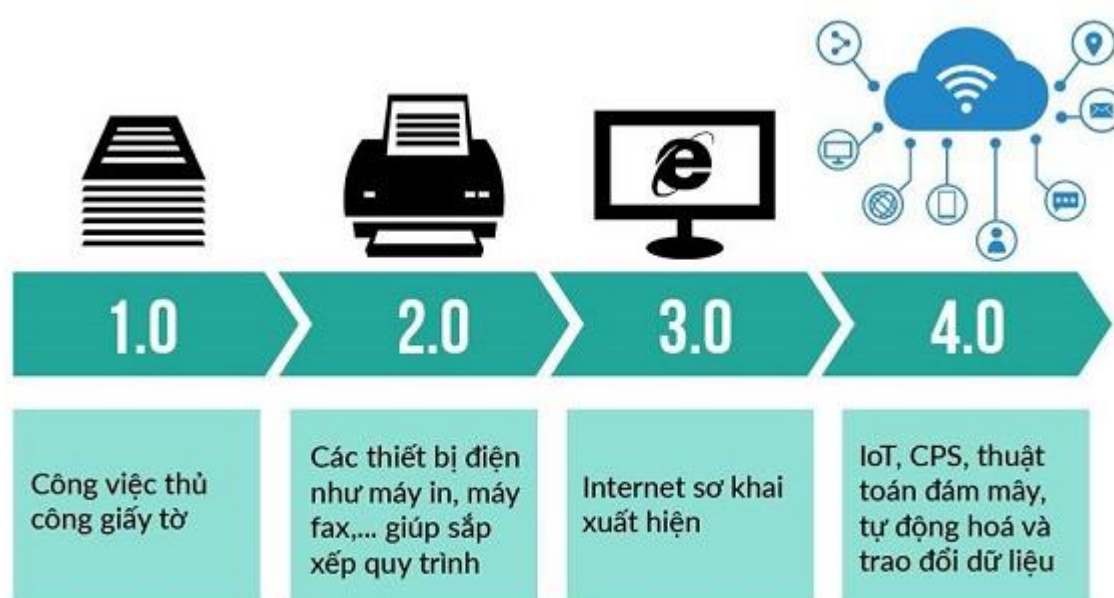 1.0
2.0
3.0
4.0
Công việc thủ
công giấy tờ
Các thiết bị điện
như máy in, máy
fax,... giúp sắp
xếp quy trình
Internet sơ khai
xuất hiện
IoT, CPS, thuật
toán đám mây,
tự động hoá và
trao đổi dữ liệu